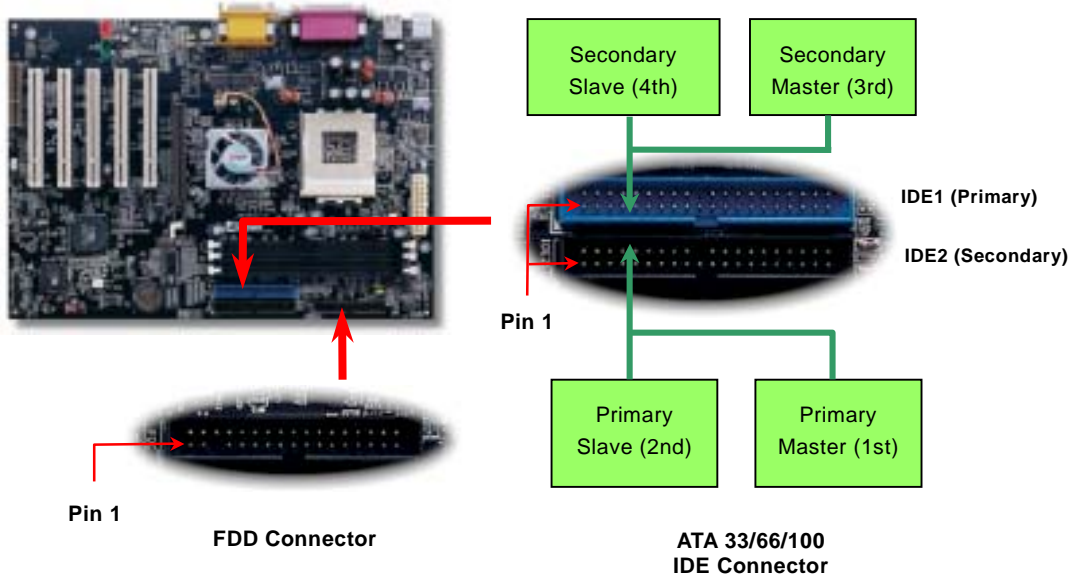 Secondary
Slave (4th)
Secondary
Master (3rd)
IDE1 (Primary)
IDE2 (Secondary)
Pin 1
Primary
Slave (2nd)
Primary
Master (1st)
Pin 1
FDD Connector
ATA 33/66/100
IDE Connector